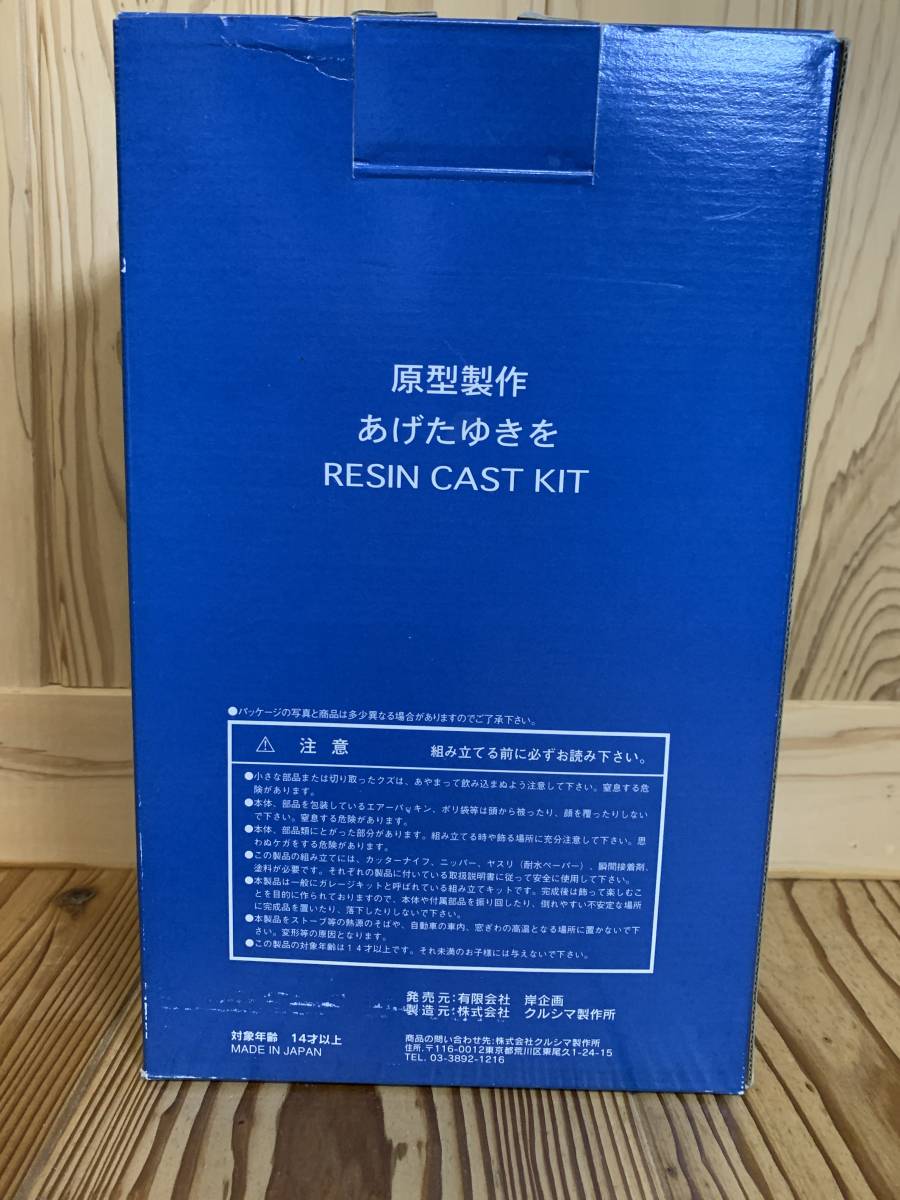 原型製作
あげたゆきを
RESIN CAST KIT
●パッケージの写真と商品は多少異なる場合がありますのでご了承下さい。
⚠ 注 意 組み立てる前に必ずお読み下さい。
●小さな部品または切り取ったクズは、あやまって飲み込まぬよう注意して下さい。窒息する危
険があります。
●本体、部品を包装しているエアーパッキン、ポリ袋等は頭から被ったり、顔を覆ったりしない
で下さい。窒息する危険があります。
●本体、部品類にとがった部分があります。組み立てる時や飾る場所に充分注意して下さい。思
わぬケガをする危険があります。
●この製品の組み立てには、カッターナイフ、ニッパー、ヤスリ（耐水ペーパー）、瞬間接着剤、
塗料が必要です。それぞれの製品に付いている取扱説明書に従って安全に使用して下さい。
●本製品は一般にガレージキットと呼ばれている組み立てキットです。完成後は飾って楽しむこ
とを目的に作られておりますので、本体や付属部品を振り回したり、倒れやすい不安定な場所
に完成品を置いたり、落下したりしないで下さい。
●本製品をストーブ等の熱源のそばや、自動車の車内、窓ぎわの高温となる場所に置かないで下
さい。変形等の原因となります。
●この製品の対象年齢は１４才以上です。それ未満のお子様には与えないで下さい。
発売元:有限会社 岸企画
製造元:株式会社 クルシマ製作所
対象年齢 14才以上
MADE IN JAPAN
商品の問い合わせ先:株式会社クルシマ製作所
住所.〒116-0012東京都荒川区東尾久1-24-15
TEL. 03-3892-1216